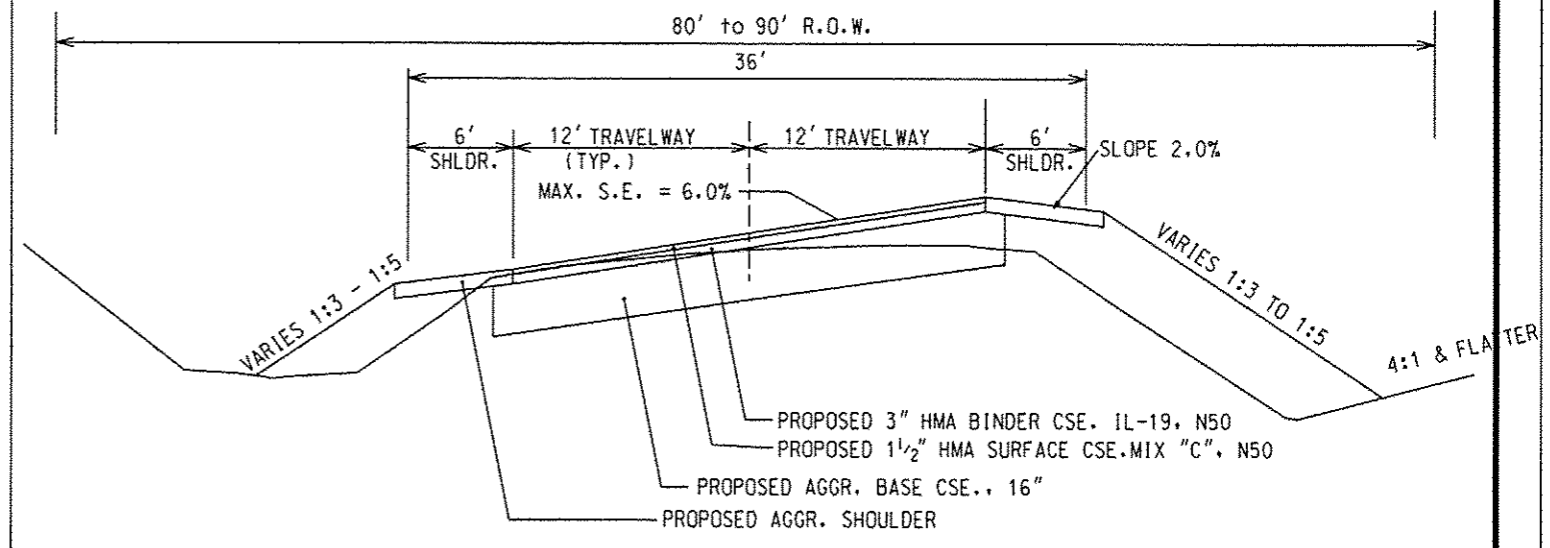 80' to 90' R.O.W.
36'
6'
SHLDR.
12' TRAVELWAY
(TYP.)
12' TRAVELWAY
6'
SHLDR.
SLOPE 2.0%
MAX. S.E. = 6.0%
VARIES 1:3 - 1:5
VARIES 1:3 TO 1:5
4:1 & FLATTER
PROPOSED 3" HMA BINDER CSE. IL-19, N50
PROPOSED 1 1/2" HMA SURFACE CSE.MIX "C", N50
PROPOSED AGGR. BASE CSE., 16"
PROPOSED AGGR. SHOULDER